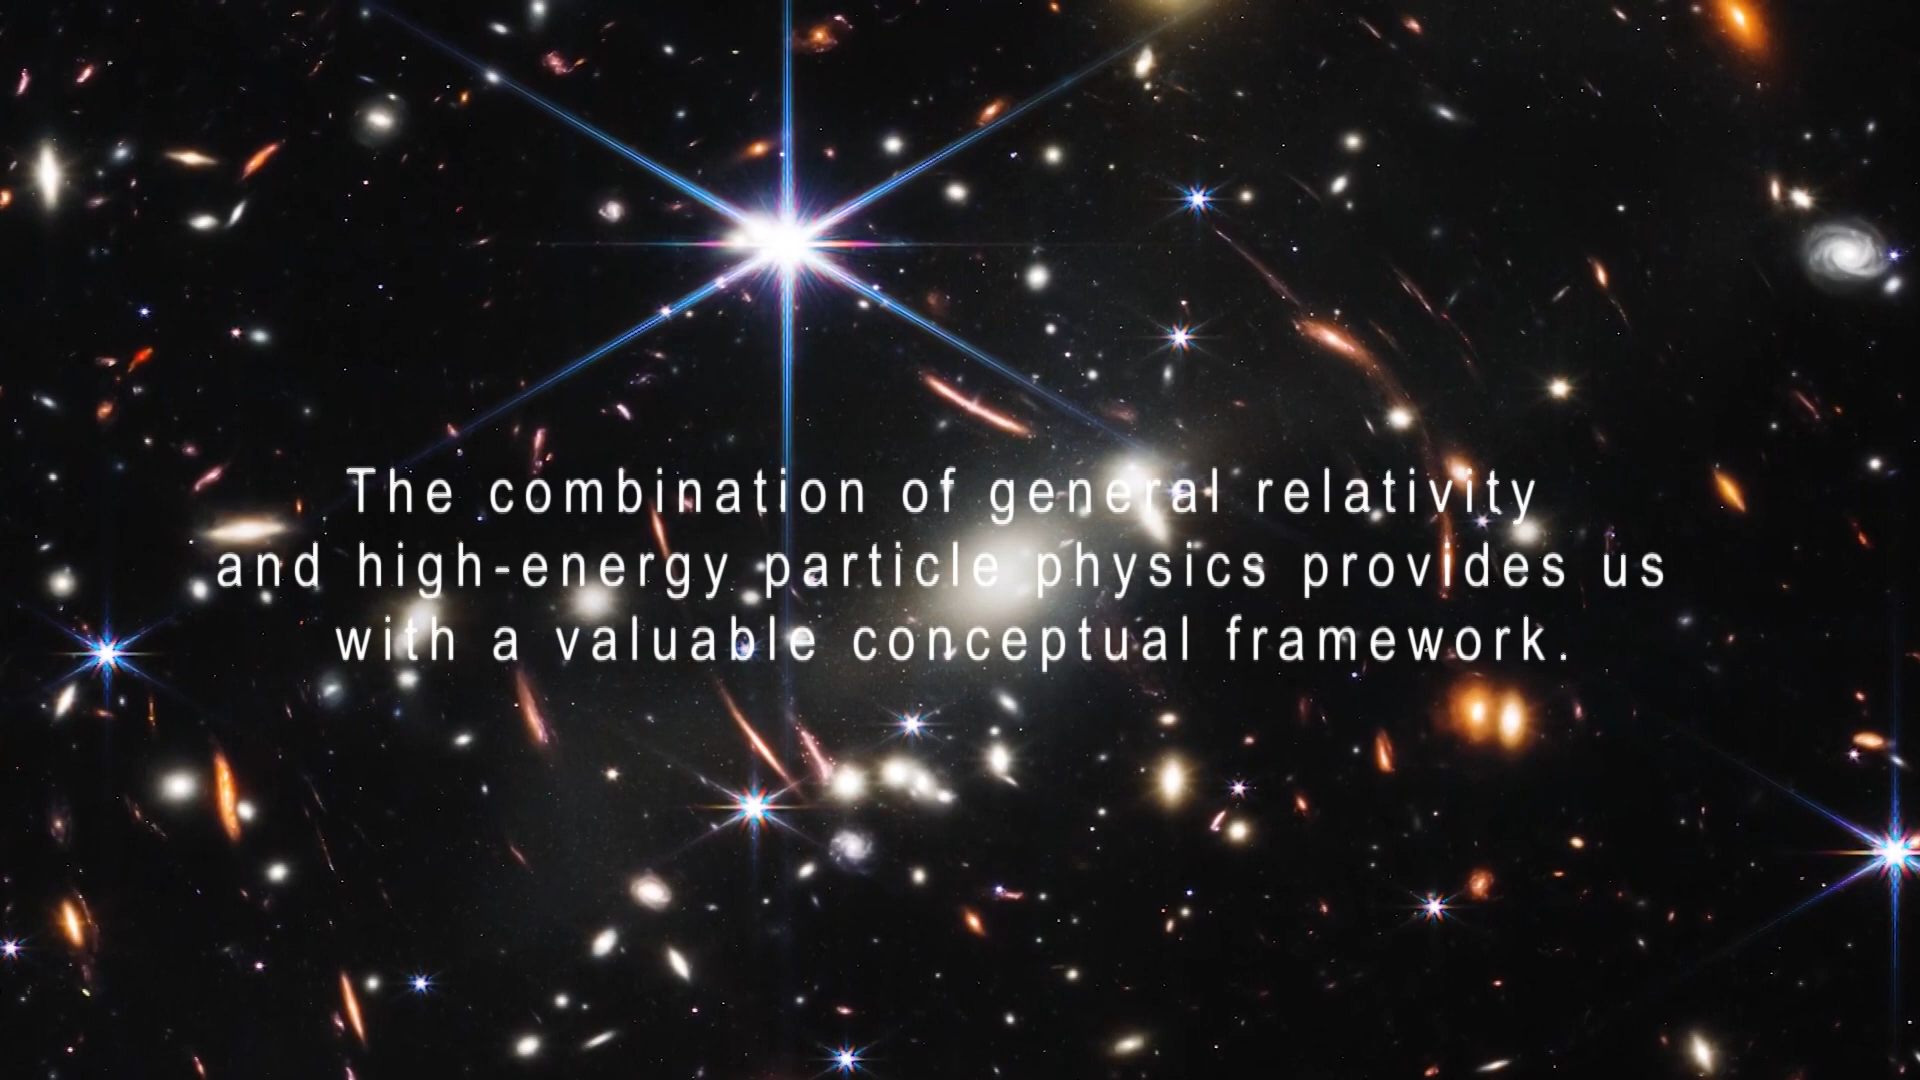 The combination of general relativity
and high-energy particle physics provides us
with a valuable conceptual framework.